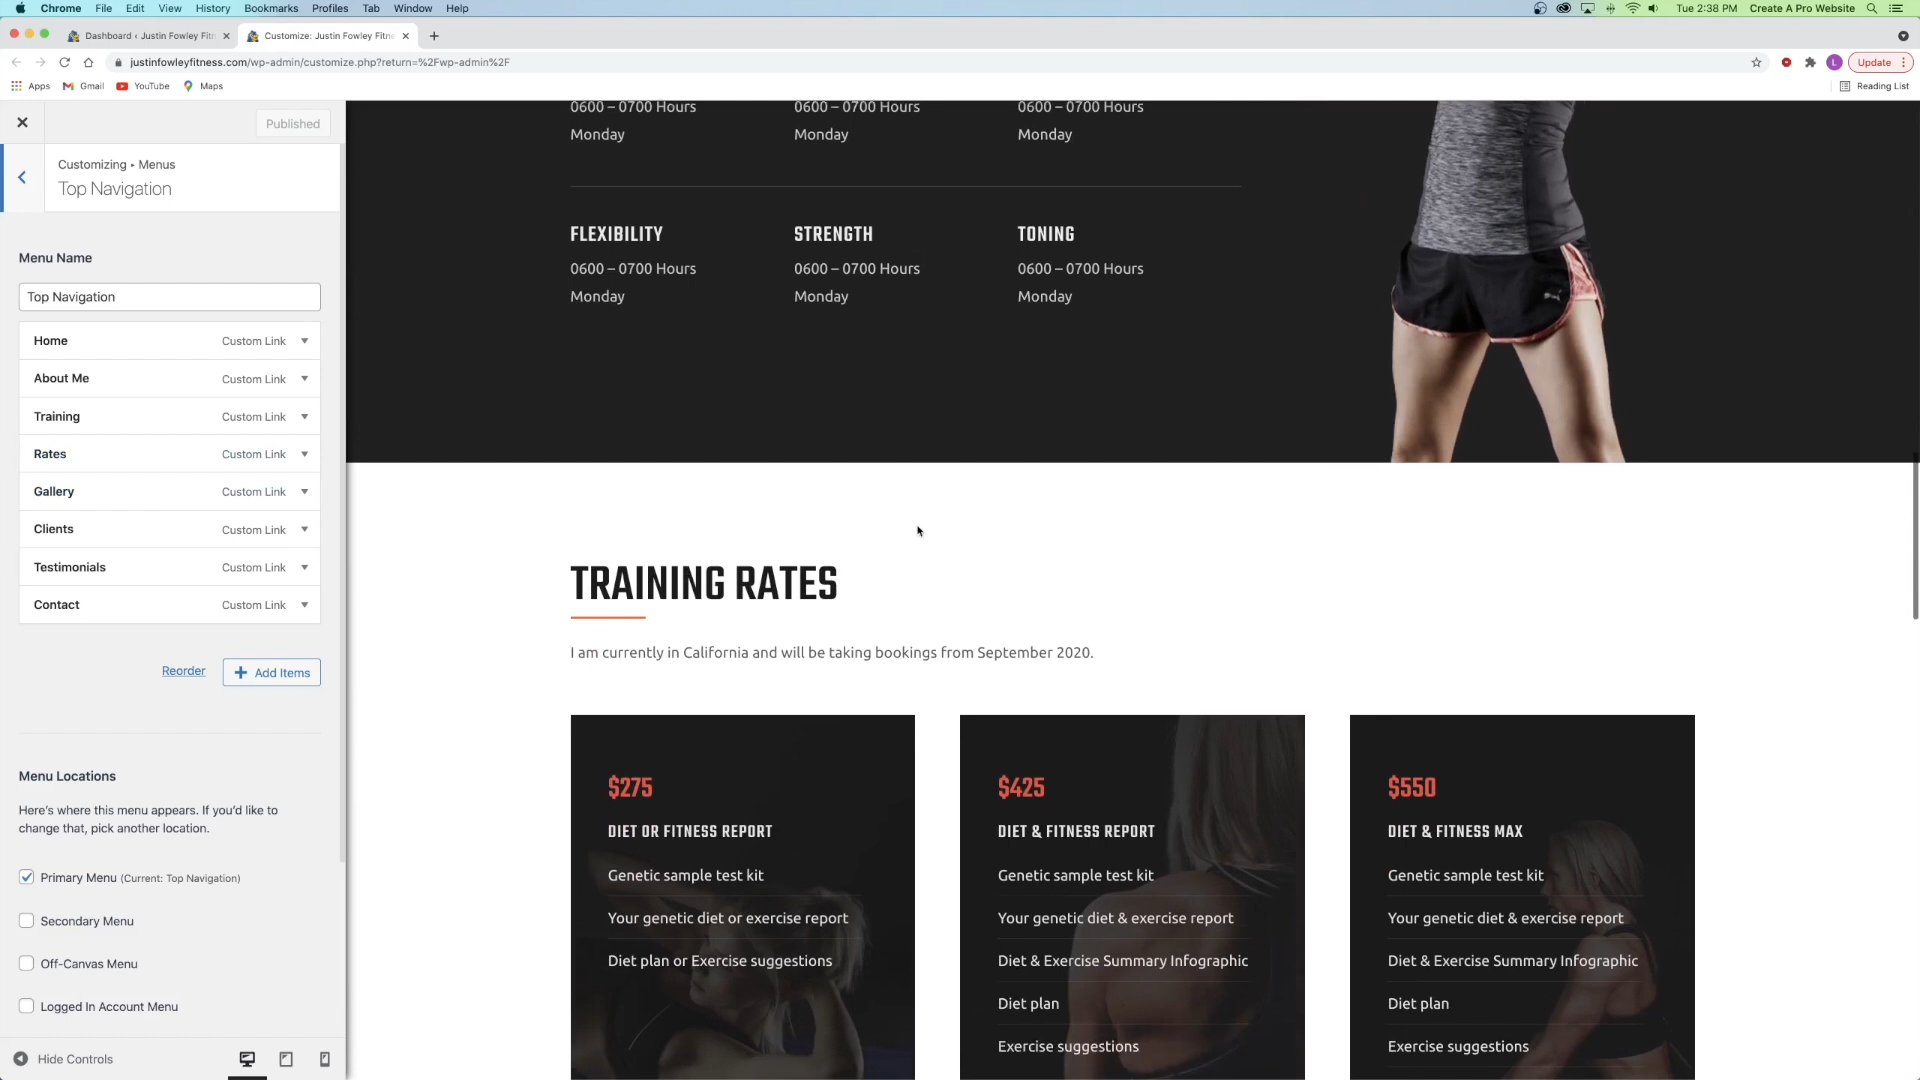 Chrome File Edit View History Bookmarks Profiles Tab Window Help Tue 2:38 PM Create A Pro Website
Dashboard ‹ Justin Fowley Fitn
Customize: Justin Fowley Fitne
justinfowleyfitness.com/wp-admin/customize.php?return=%2Fwp-admin%2F
L
Update
Apps Gmail YouTube Maps Reading List
Published
Customizing ▸ Menus
Top Navigation
Menu Name
Top Navigation
Home Custom Link
About Me Custom Link
Training Custom Link
Rates Custom Link
Gallery Custom Link
Clients Custom Link
Testimonials Custom Link
Contact Custom Link
Reorder
Add Items
Menu Locations
Here's where this menu appears. If you'd like to
change that, pick another location.
Primary Menu (Current: Top Navigation)
Secondary Menu
Off-Canvas Menu
Logged In Account Menu
Hide Controls
0600 – 0700 Hours 0600 – 0700 Hours 0600 – 0700 Hours
Monday Monday Monday
FLEXIBILITY STRENGTH TONING
0600 – 0700 Hours 0600 – 0700 Hours 0600 – 0700 Hours
Monday Monday Monday
TRAINING RATES
I am currently in California and will be taking bookings from September 2020.
$275
DIET OR FITNESS REPORT
Genetic sample test kit
Your genetic diet or exercise report
Diet plan or Exercise suggestions
$425
DIET & FITNESS REPORT
Genetic sample test kit
Your genetic diet & exercise report
Diet & Exercise Summary Infographic
Diet plan
Exercise suggestions
$550
DIET & FITNESS MAX
Genetic sample test kit
Your genetic diet & exercise report
Diet & Exercise Summary Infographic
Diet plan
Exercise suggestions